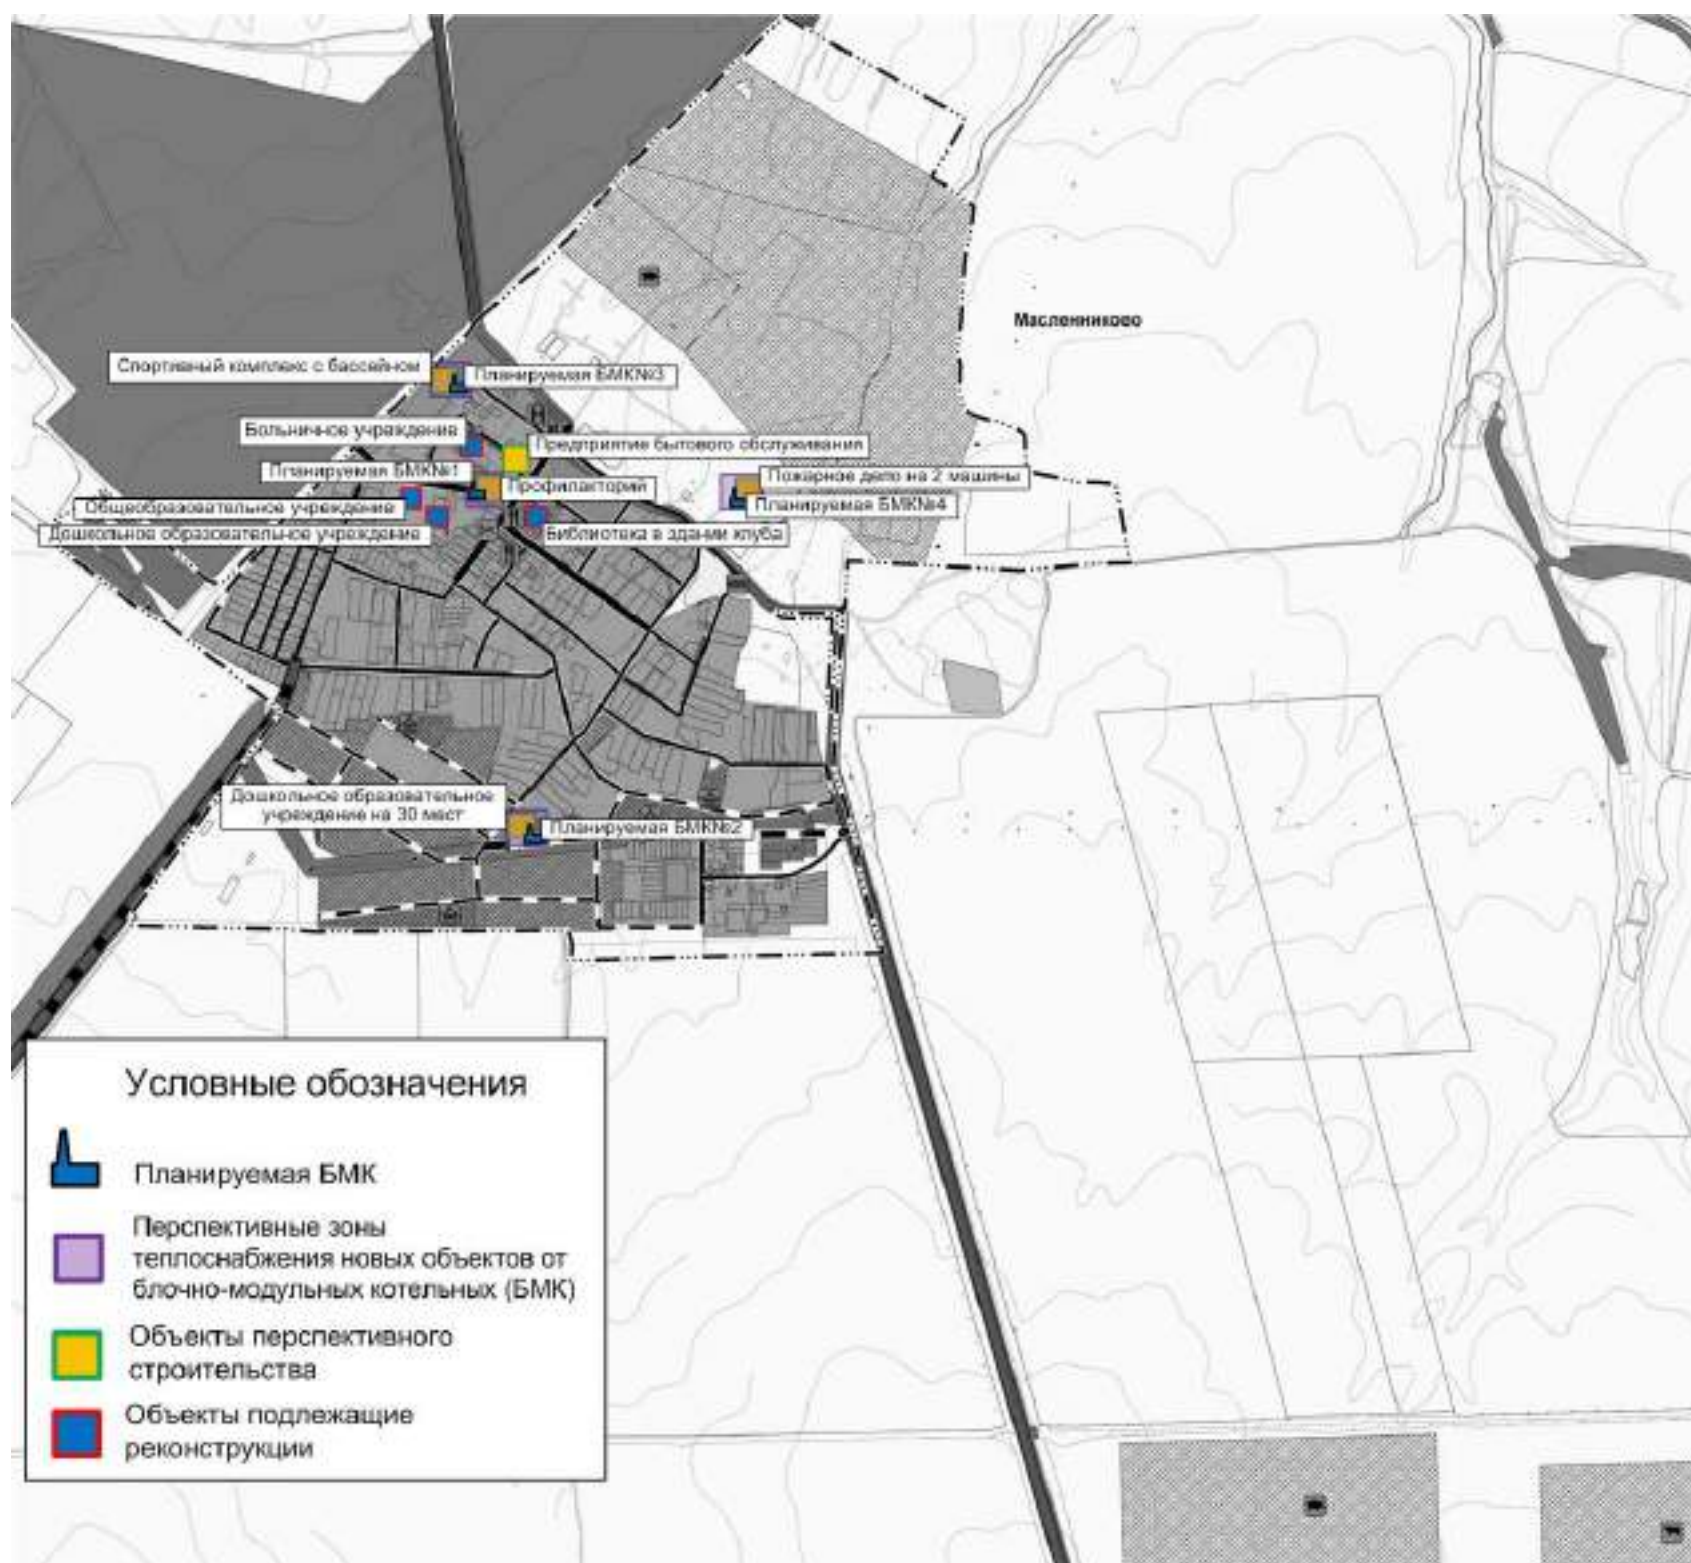 Масленниково
Спортивный комплекс с бассейном
Планируемая БМК№3
Больничное учреждение
Предприятие бытового обслуживания
Планируемая БМК№1
Профилакторий
Пожарное депо на 2 машины
Общеобразовательное учреждение
Планируемая БМК№4
Дошкольное образовательное учреждение
Библиотека в здании клуба
Дошкольное образовательное
учреждение на 30 мест
Планируемая БМК№2
Условные обозначения
Планируемая БМК
Перспективные зоны
теплоснабжения новых объектов от
блочно-модульных котельных (БМК)
Объекты перспективного
строительства
Объекты подлежащие
реконструкции